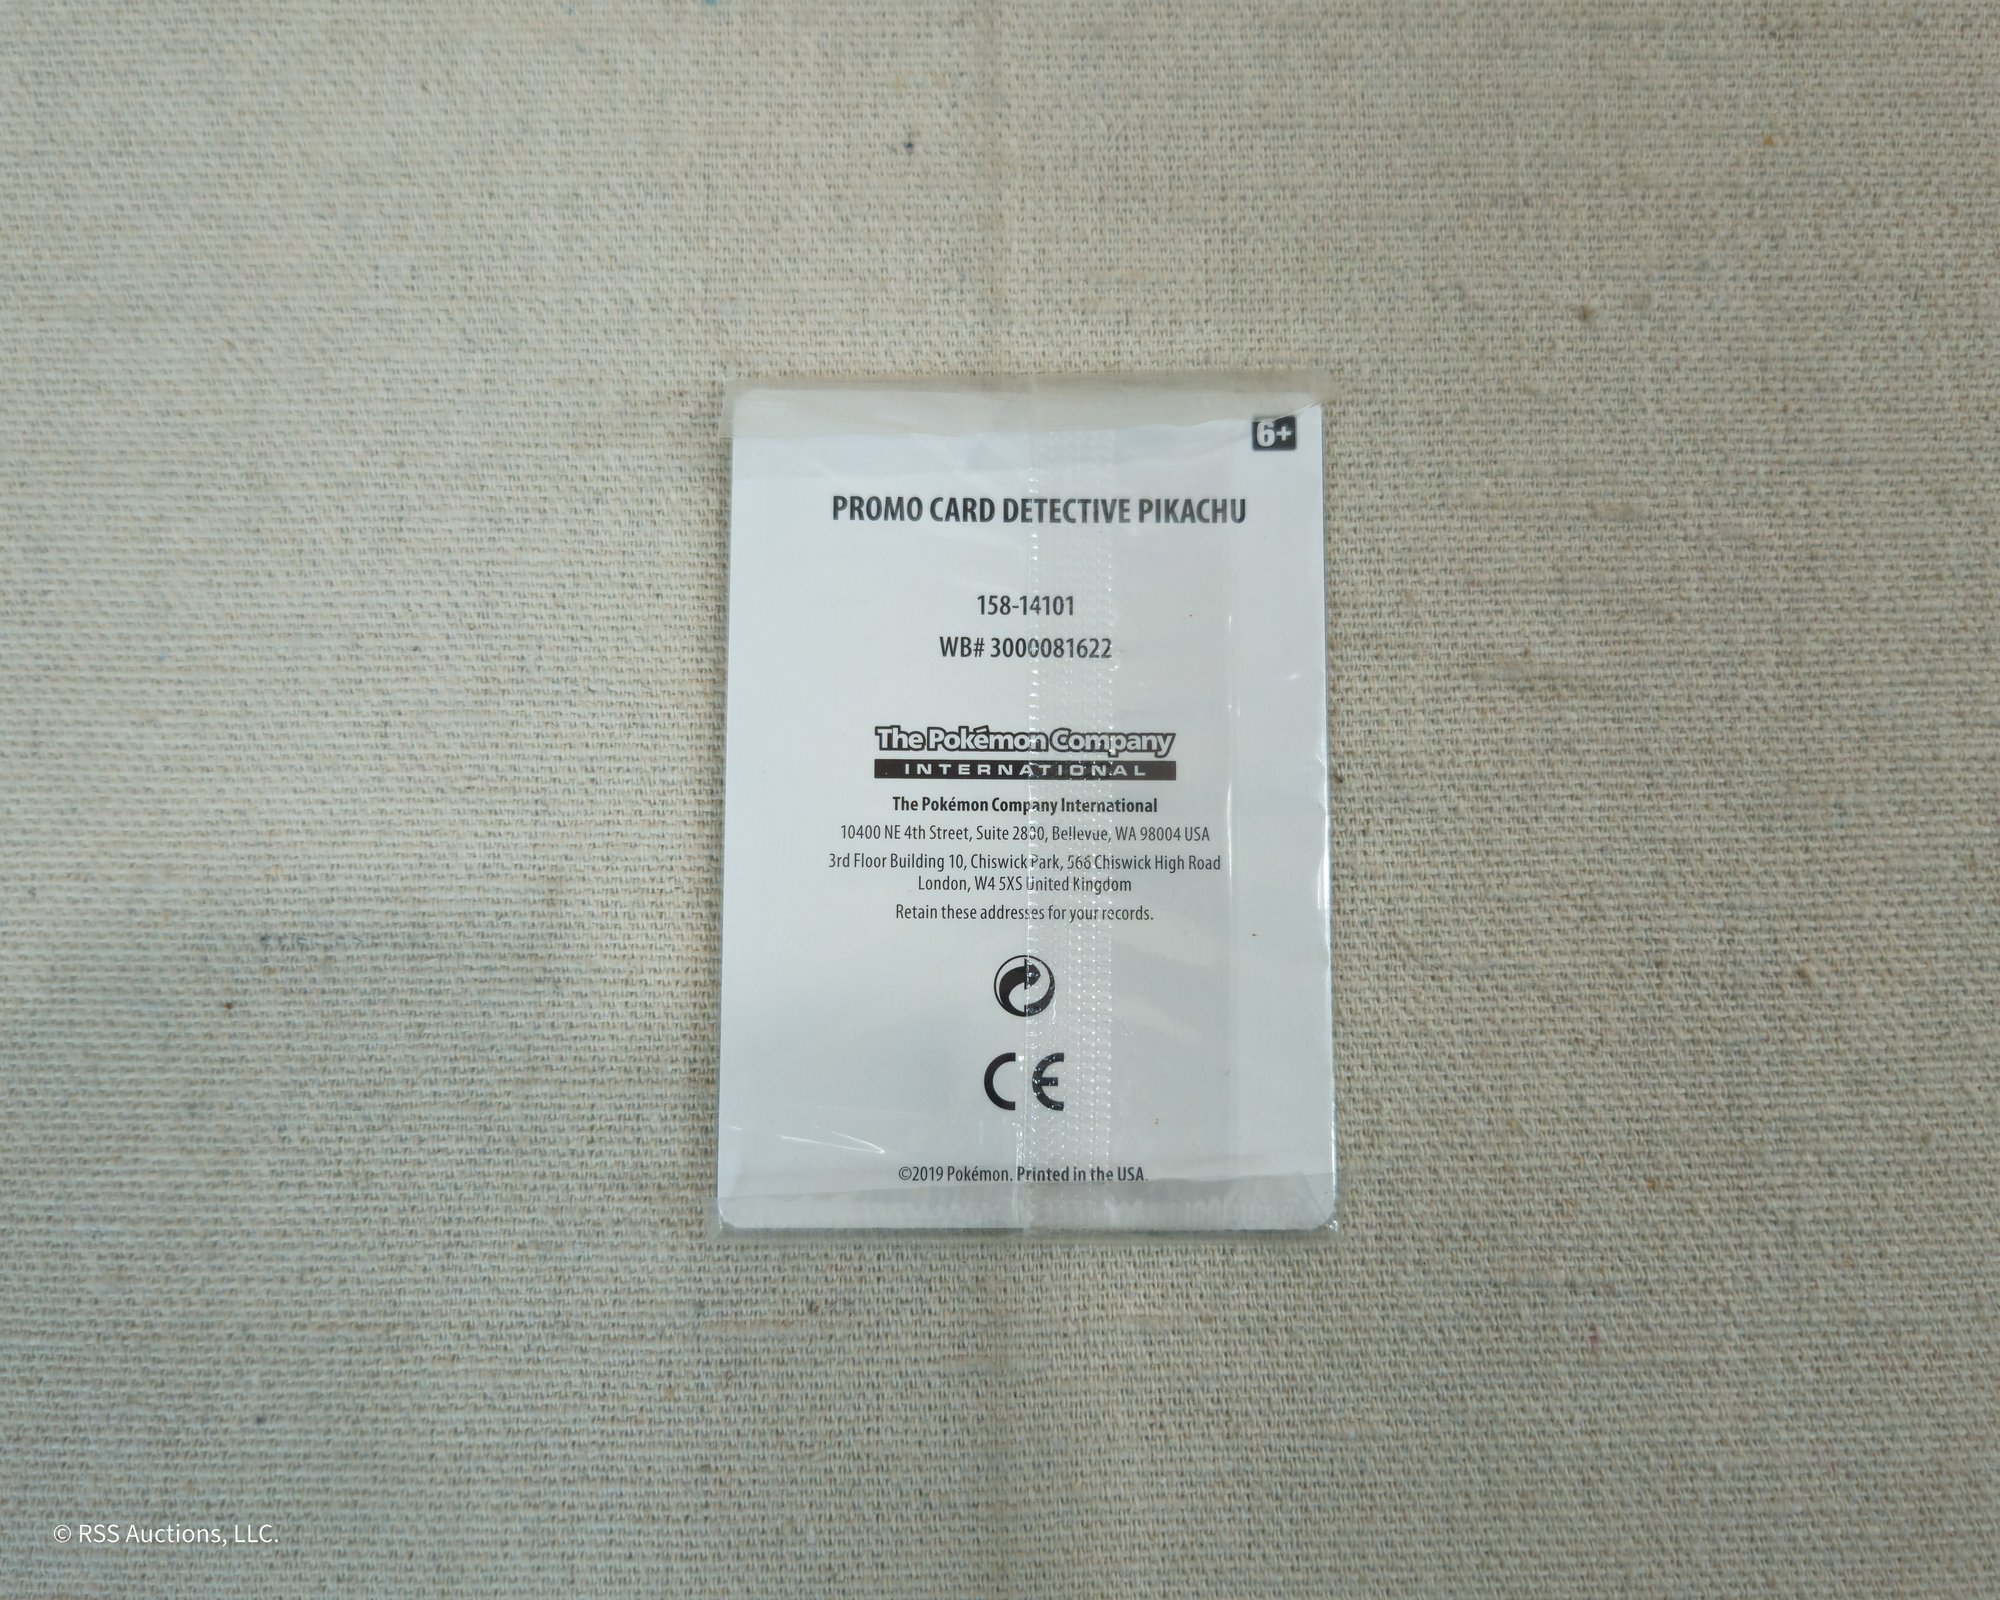 6+
PROMO CARD DETECTIVE PIKACHU
158-14101
WB# 3000081622
The Pokémon Company
INTERNATIONAL
The Pokémon Company International
10400 NE 4th Street, Suite 2800, Bellevue, WA 98004 USA
3rd Floor Building 10, Chiswick Park, 566 Chiswick High Road
London, W4 5XS United Kingdom
Retain these addresses for your records.
CE
©2019 Pokémon. Printed in the USA.
© RSS Auctions, LLC.